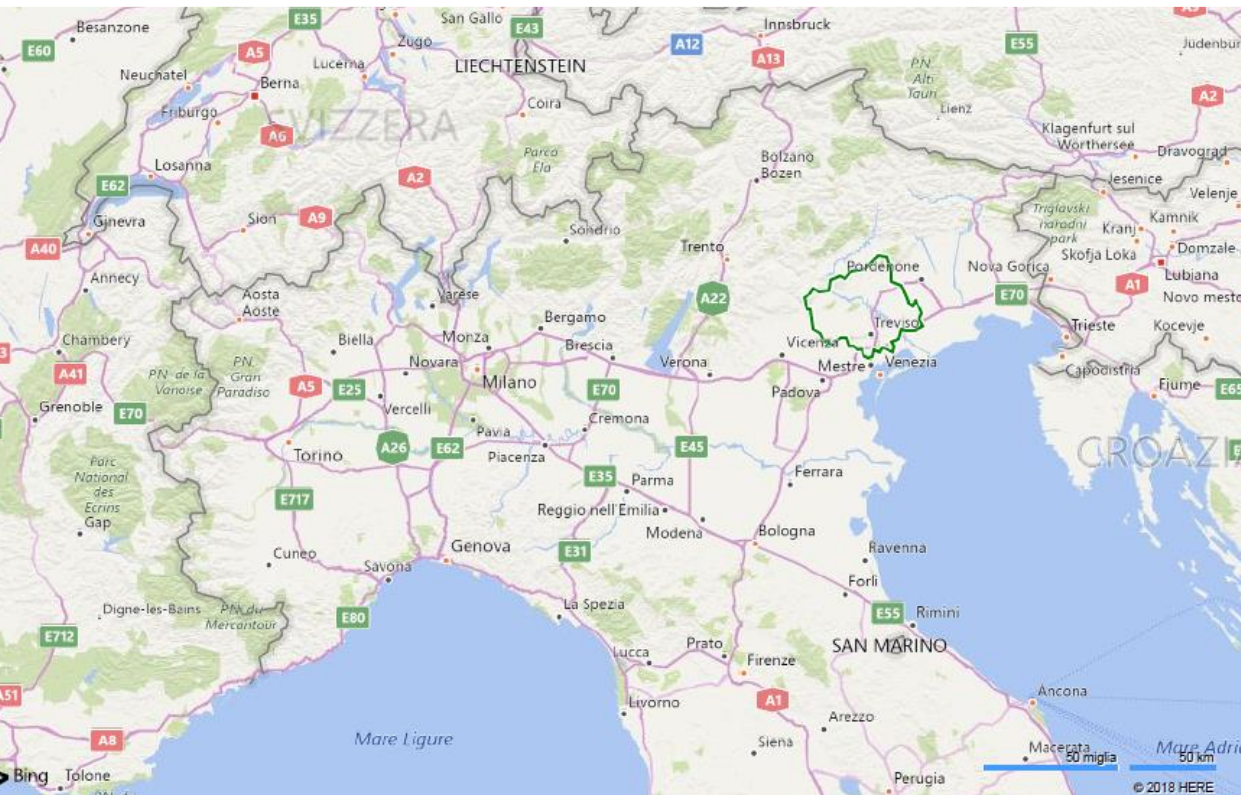 Besanzone
E35
San Gallo
E43
Innsbruck
E60
A5
Zugo
A12
A13
E55
Judenbur
Neuchatel
Lucerna
LIECHTENSTEIN
P.N.
Alti
Tauri
Berna
Coira
Lienz
A2
Friburgo
VIZZERA
A6
Klagenfurt sul
Worthersee
Dravograd
Losanna
Parco
Ela
Bolzano
Bozen
E62
A2
Jesenice
Velenje
Ginevra
Sion
A9
Sondrio
Triglavski
narodni
park
Kranj
Kamnik
A40
Trento
Skofja Loka
Domzale
Annecy
Pordenone
Nova Gorica
Lubiana
Aosta
Aoste
Varese
A22
E70
A1
Novo mesto
Chambery
Biella
Monza
Bergamo
Treviso
Trieste
Kocevje
Novara
Brescia
Vicenza
A41
P.N. de la
Vanoise
P.N.
Gran
Paradiso
Milano
Verona
Mestre
Venezia
Capodistria
Fiume
A5
E25
E70
Padova
E65
Grenoble
E70
Vercelli
Cremona
Pavia
A26
E62
E45
CROAZIA
Torino
Piacenza
Parc
National
des
Ecrins
Gap
E35
Parma
Ferrara
E717
Reggio nell'Emilia
Modena
Bologna
Cuneo
Genova
E31
Ravenna
Savona
Forlì
Digne-les-Bains
P.N. du
Mercantour
E80
La Spezia
E55
Rimini
E712
Prato
SAN MARINO
Lucca
Firenze
A51
Livorno
A1
Ancona
A8
Mare Ligure
Arezzo
Siena
Macerata
Mare Adri
50 miglia
50 km
Bing
Tolone
Perugia
© 2018 HERE